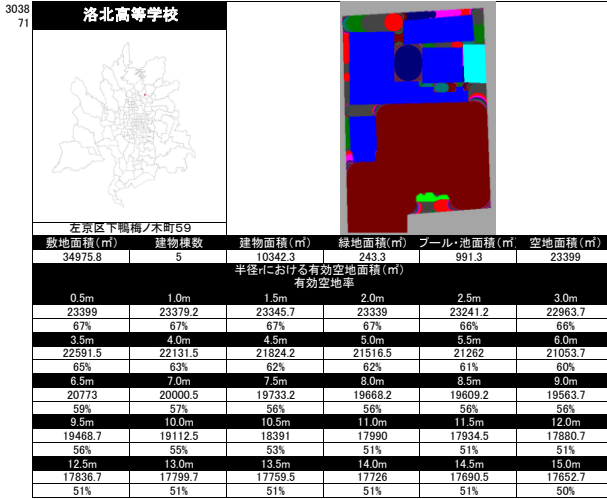 3038
71
洛北高等学校
左京区下鴨梅ノ木町59
敷地面積(㎡) 建物棟数 建物面積(㎡) 緑地面積(㎡) プール・池面積(㎡) 空地面積(㎡)
34975.8 5 10342.3 243.3 991.3 23399
半径rにおける有効空地面積(㎡)
有効空地率
0.5m 1.0m 1.5m 2.0m 2.5m 3.0m
23399 23379.2 23345.7 23339 23241.2 22963.7
67% 67% 67% 67% 66% 66%
3.5m 4.0m 4.5m 5.0m 5.5m 6.0m
22591.5 22131.5 21824.2 21516.5 21262 21053.7
65% 63% 62% 62% 61% 60%
6.5m 7.0m 7.5m 8.0m 8.5m 9.0m
20773 20000.5 19733.2 19668.2 19609.2 19563.7
59% 57% 56% 56% 56% 56%
9.5m 10.0m 10.5m 11.0m 11.5m 12.0m
19468.7 19112.5 18391 17990 17934.5 17880.7
56% 55% 53% 51% 51% 51%
12.5m 13.0m 13.5m 14.0m 14.5m 15.0m
17836.7 17799.7 17759.5 17726 17690.5 17652.7
51% 51% 51% 51% 51% 50%